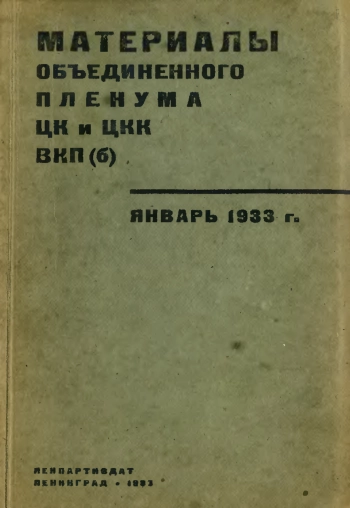 МАТЕРИАЛЫ
ОБЪЕДИНЕННОГО
ПЛЕНУМА
ЦК и ЦКК
ВКП(б)
ЯНВАРЬ 1933 г.
ЛЕНПАРТИЗДАТ
ЛЕНИНГРАД • 1933